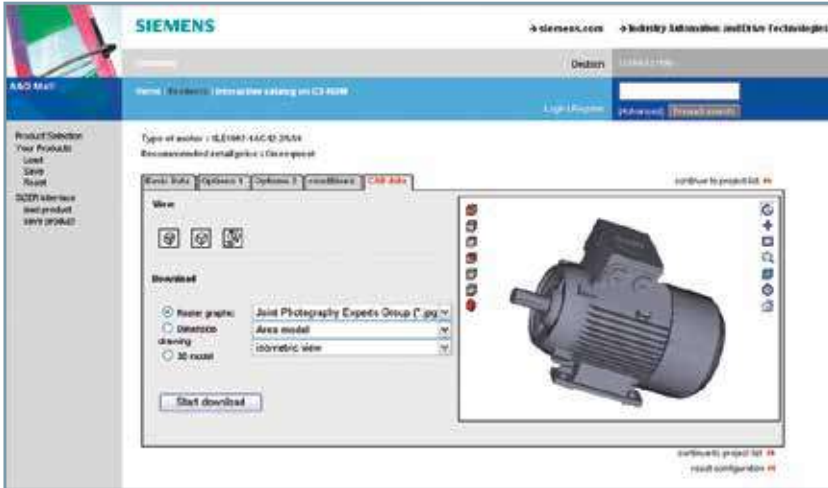 SIEMENS
→ siemens.com → Industry Automation and Drive Technologies
Deutsch
A&D Mall
Home | Products | Interactive catalog on CD-ROM
Login | Register
[Advanced]
Product Selection
Your Products
Load
Save
Reset
SIZER interface
load product
save product
Type of motor :
Recommended retail price : On request
Basic Data
Options 1
Options 2
conditions
CAD data
continue to project list
View
Download
Raster graphic
Joint Photography Experts Group (*.jpg
Dimension drawing
Area model
3D model
isometric view
Start download
continue to project list
reset configuration